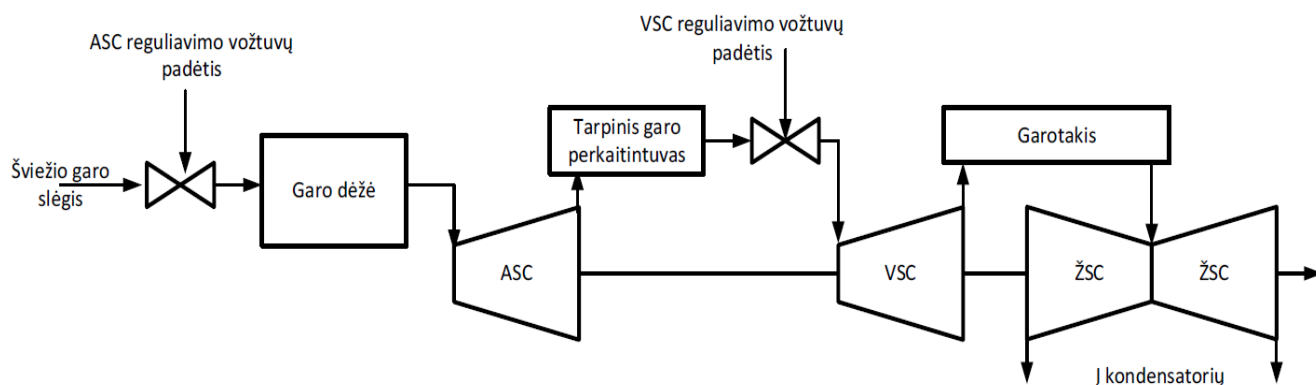 ASC reguliavimo vožtuvų
padėtis
VSC reguliavimo vožtuvų
padėtis
Šviežio garo
slėgis
Garo dėžė
Tarpinis garo
perkaitintuvas
Garotakis
ASC
VSC
ŽSC
ŽSC
Į kondensatorių